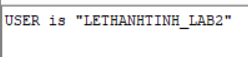 USER is "LETHANHTINH_LAB2"